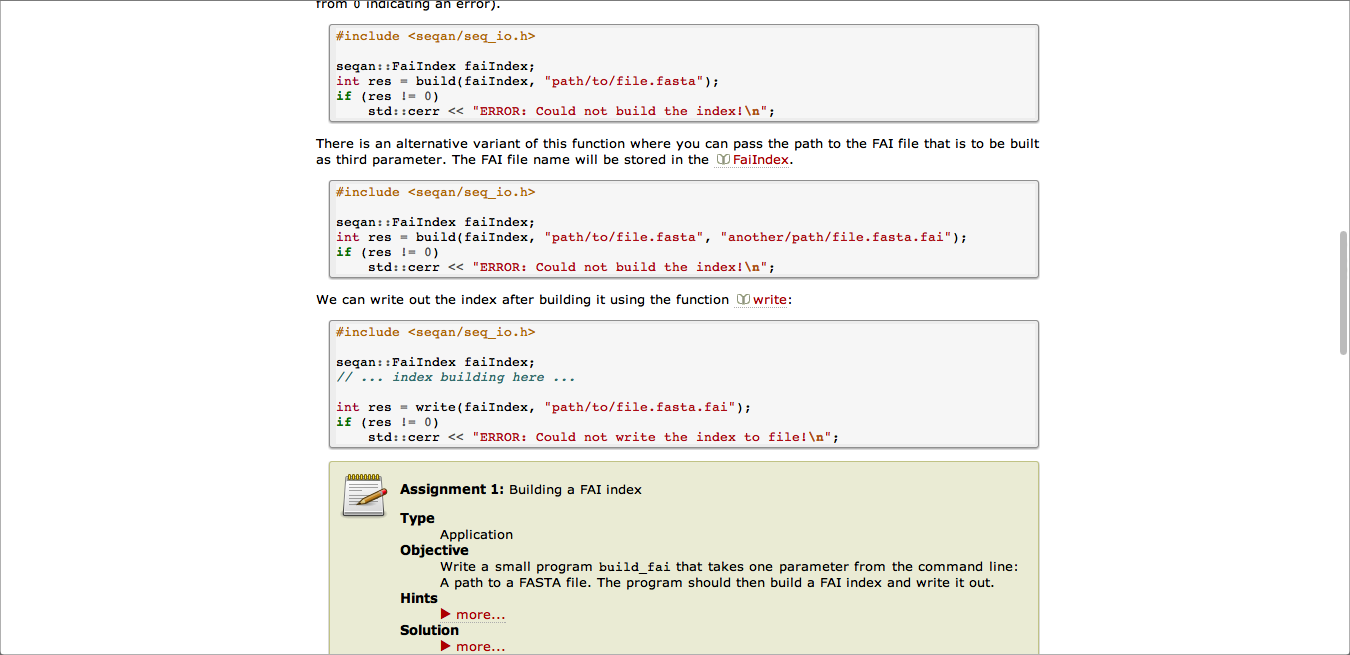 from 0 indicating an error).
#include <seqan/seq_io.h>
seqan::FaiIndex faiIndex;
int res = build(faiIndex, "path/to/file.fasta");
if (res != 0)
    std::cerr << "ERROR: Could not build the index!\n";
There is an alternative variant of this function where you can pass the path to the FAI file that is to be built
as third parameter. The FAI file name will be stored in the FaiIndex.
#include <seqan/seq_io.h>
seqan::FaiIndex faiIndex;
int res = build(faiIndex, "path/to/file.fasta", "another/path/file.fasta.fai");
if (res != 0)
    std::cerr << "ERROR: Could not build the index!\n";
We can write out the index after building it using the function write:
#include <seqan/seq_io.h>
seqan::FaiIndex faiIndex;
// ... index building here ...
int res = write(faiIndex, "path/to/file.fasta.fai");
if (res != 0)
    std::cerr << "ERROR: Could not write the index to file!\n";
Assignment 1: Building a FAI index
Type
Application
Objective
Write a small program build_fai that takes one parameter from the command line:
A path to a FASTA file. The program should then build a FAI index and write it out.
Hints
more...
Solution
more...